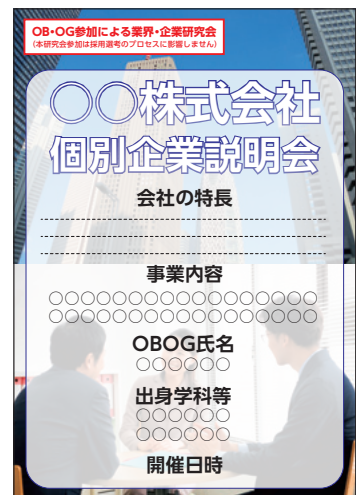 OB・OG参加による業界・企業研究会
(本研究会参加は採用選考のプロセスに影響しません)
○○株式会社
個別企業説明会
会社の特長
事業内容
○○○○○○○○○○○○○○○○○
○○○○○○○○○○○○○○○○○
OBOG氏名
○○○○○○
出身学科等
○○○○○○
○○○○○○
開催日時